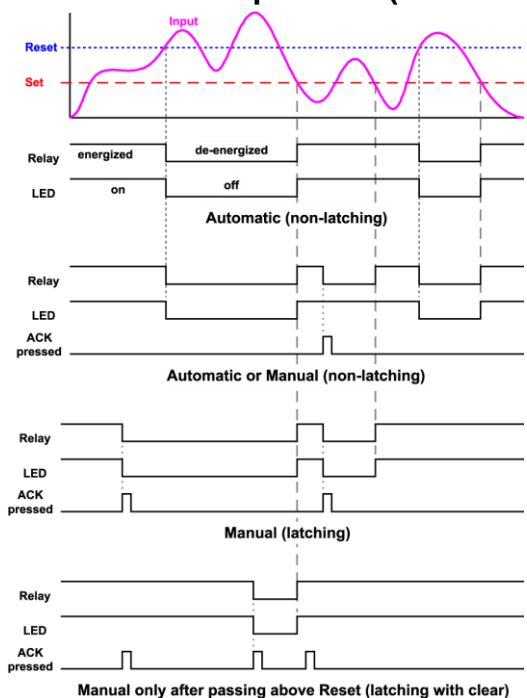 Input
Reset
Set
energized de-energized
Relay
on off
LED
Automatic (non-latching)
Relay
LED
ACK
pressed
Automatic or Manual (non-latching)
Relay
LED
ACK
pressed
Manual (latching)
Relay
LED
ACK
pressed
Manual only after passing above Reset (latching with clear)